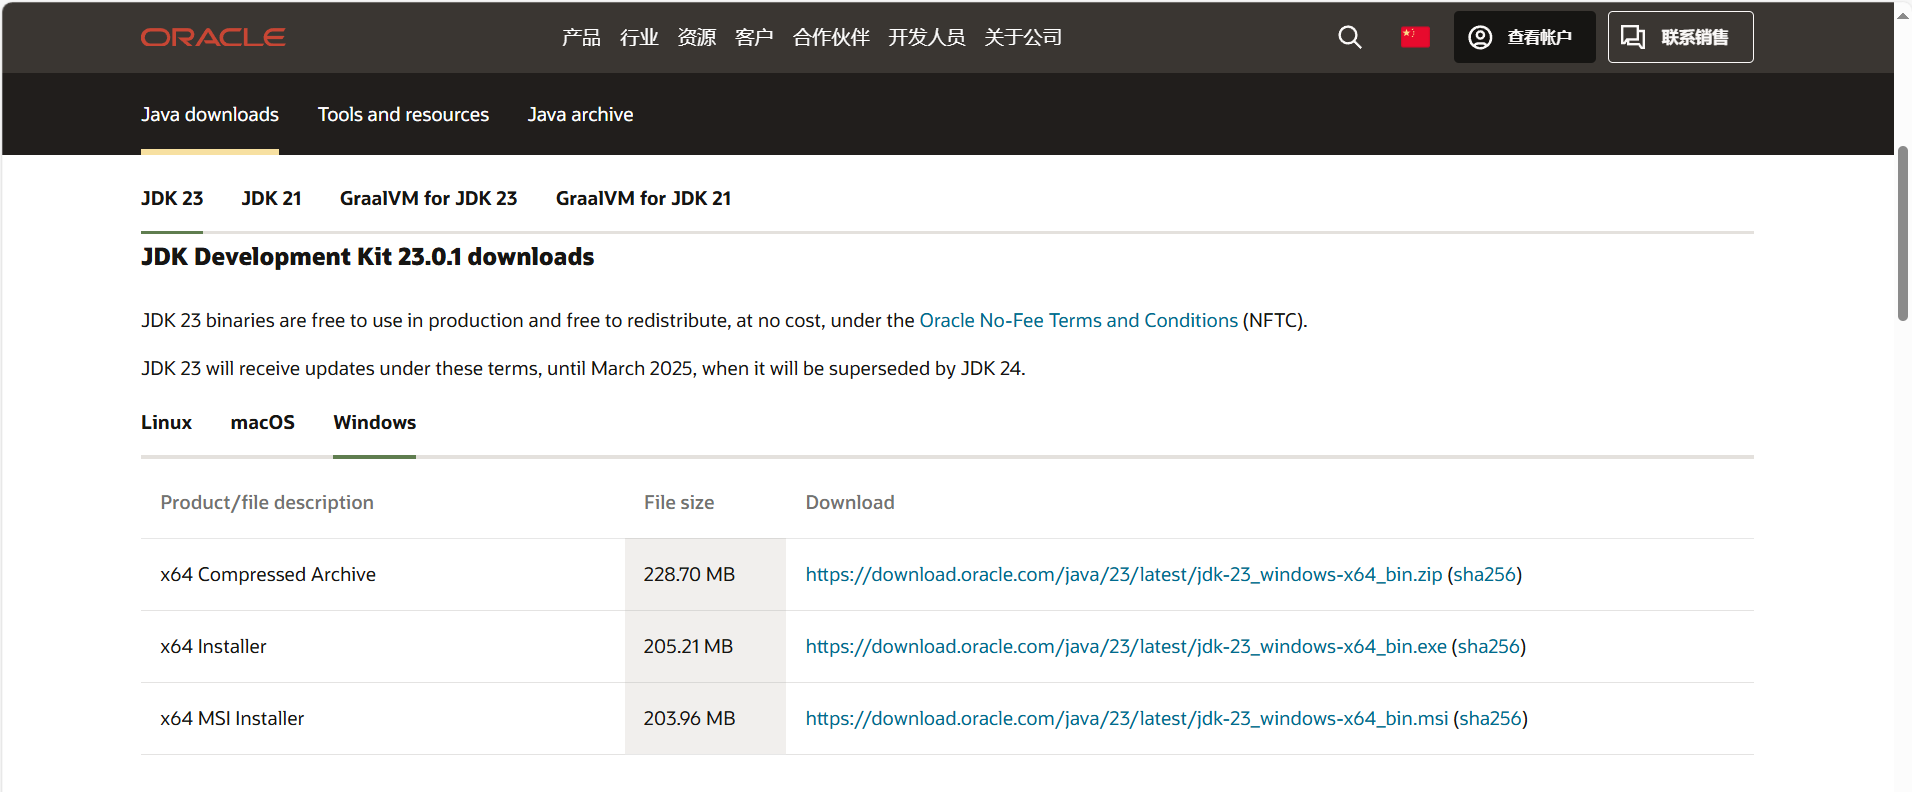 ORACLE 产品 行业 资源 客户 合作伙伴 开发人员 关于公司 查看帐户 联系销售
Java downloads Tools and resources Java archive
JDK 23 JDK 21 GraalVM for JDK 23 GraalVM for JDK 21
JDK Development Kit 23.0.1 downloads
JDK 23 binaries are free to use in production and free to redistribute, at no cost, under the Oracle No-Fee Terms and Conditions (NFTC).
JDK 23 will receive updates under these terms, until March 2025, when it will be superseded by JDK 24.
Linux macOS Windows
Product/file description File size Download
x64 Compressed Archive 228.70 MB https://download.oracle.com/java/23/latest/jdk-23_windows-x64_bin.zip (sha256)
x64 Installer 205.21 MB https://download.oracle.com/java/23/latest/jdk-23_windows-x64_bin.exe (sha256)
x64 MSI Installer 203.96 MB https://download.oracle.com/java/23/latest/jdk-23_windows-x64_bin.msi (sha256)